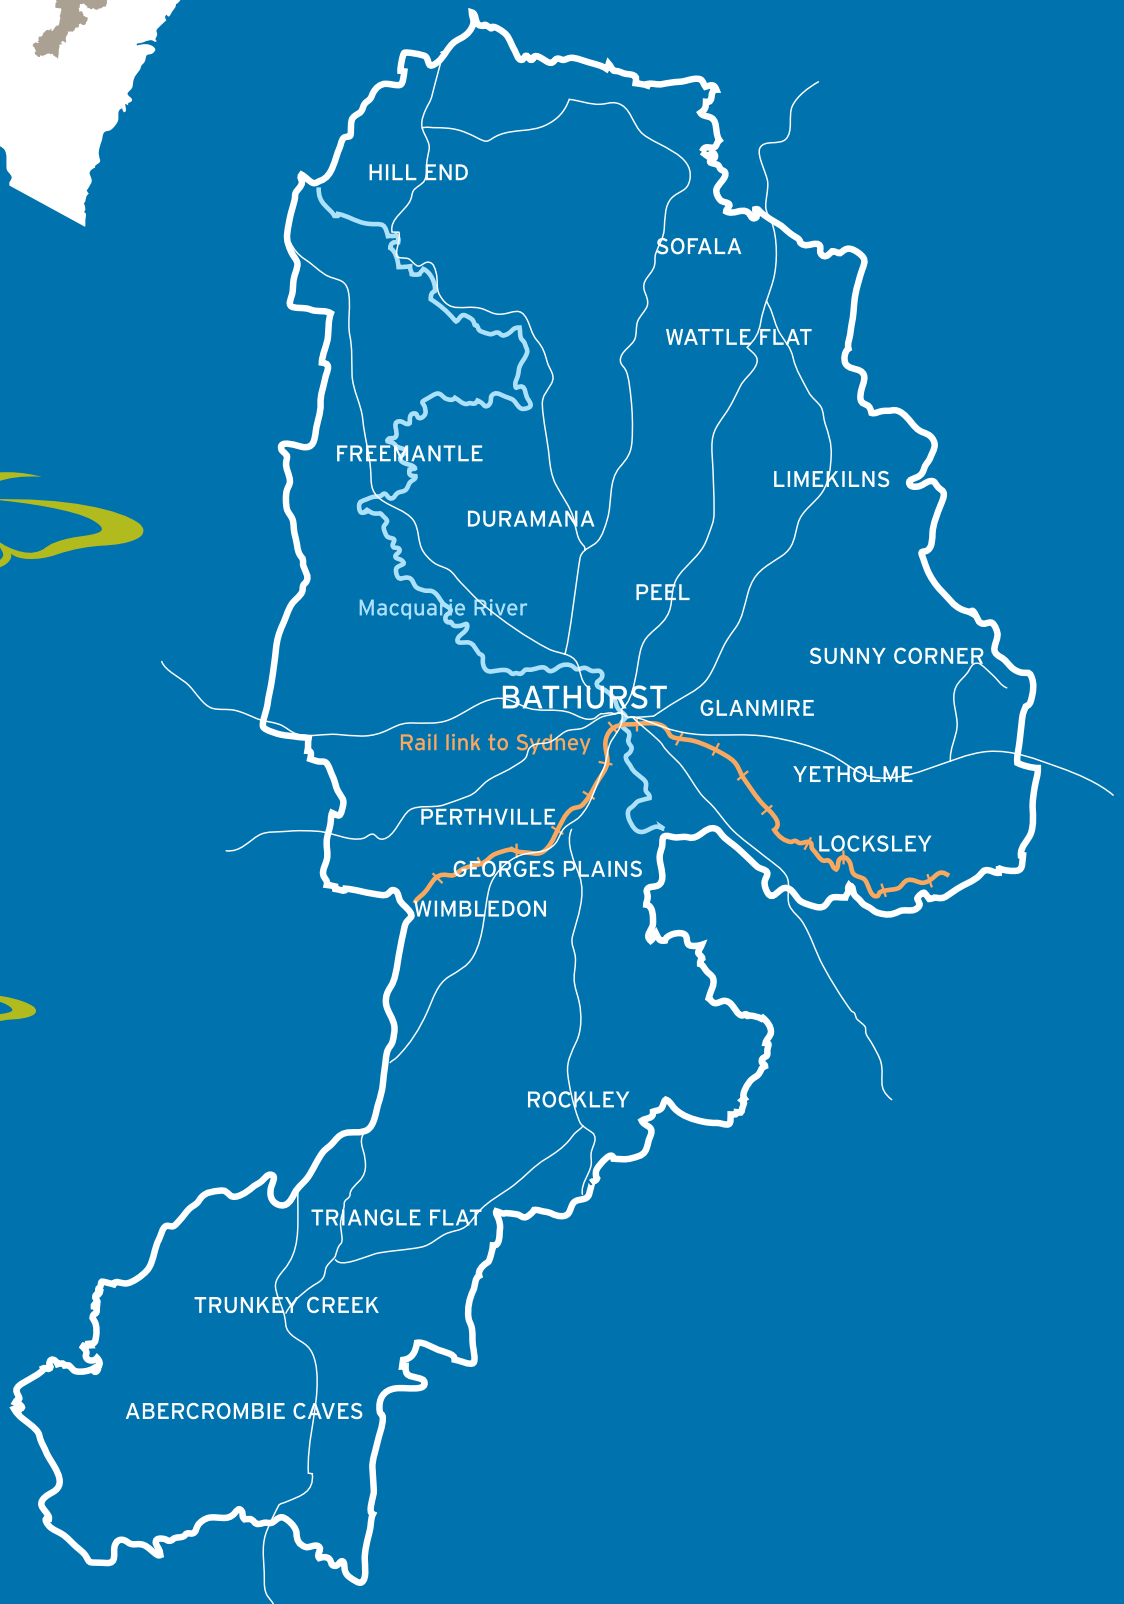 HILL END
SOFALA
WATTLE FLAT
FREEMANTLE
LIMEKILNS
DURAMANA
PEEL
Macquarie River
SUNNY CORNER
BATHURST
GLANMIRE
Rail link to Sydney
YETHOLME
PERTHVILLE
LOCKSLEY
GEORGES PLAINS
WIMBLEDON
ROCKLEY
TRIANGLE FLAT
TRUNKEY CREEK
ABERCROMBIE CAVES